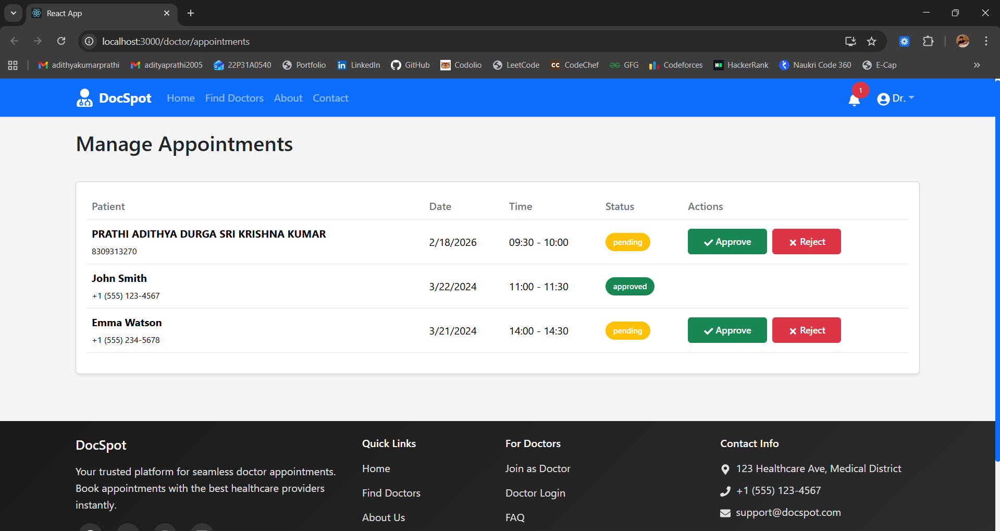 React App
localhost:3000/doctor/appointments
adithyakumarprathi adityaprathi2005 22P31A0540 Portfolio LinkedIn GitHub Codolio LeetCode CodeChef GFG Codeforces HackerRank Naukri Code 360 E-Cap
DocSpot Home Find Doctors About Contact 1 Dr.
Manage Appointments
Patient Date Time Status Actions
PRATHI ADITHYA DURGA SRI KRISHNA KUMAR
8309313270
2/18/2026 09:30 - 10:00 pending Approve Reject
John Smith
+1 (555) 123-4567
3/22/2024 11:00 - 11:30 approved
Emma Watson
+1 (555) 234-5678
3/21/2024 14:00 - 14:30 pending Approve Reject
DocSpot
Your trusted platform for seamless doctor appointments.
Book appointments with the best healthcare providers
instantly.
Quick Links
Home
Find Doctors
About Us
For Doctors
Join as Doctor
Doctor Login
FAQ
Contact Info
123 Healthcare Ave, Medical District
+1 (555) 123-4567
support@docspot.com